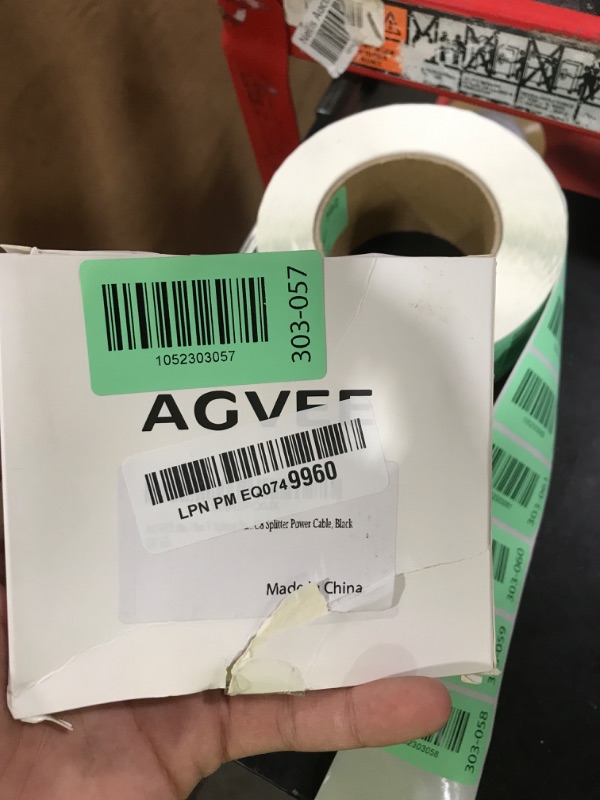 303-057
1052303057
AGVEE
LPN PM EQ0749960
C8 Splitter Power Cable, Black
Made in China
303-060
303-059
303-058